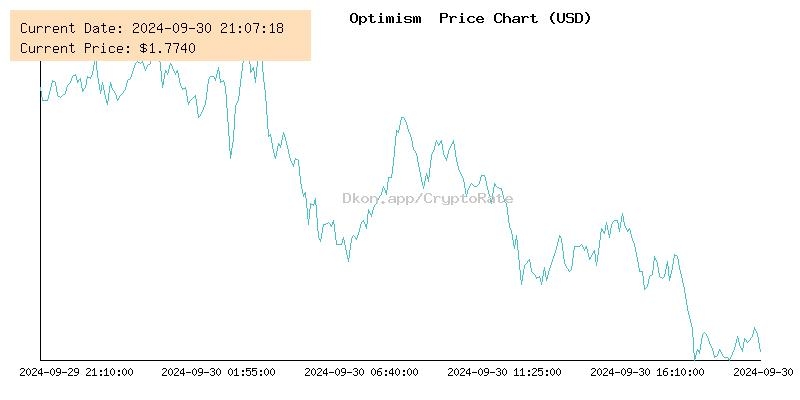 Optimism  Price Chart (USD)
Current Date: 2024-09-30 21:07:18
Current Price: $1.7740
Dkon.app/CryptoRate
2024-09-29 21:10:00 2024-09-30 01:55:00 2024-09-30 06:40:00 2024-09-30 11:25:00 2024-09-30 16:10:00 2024-09-30